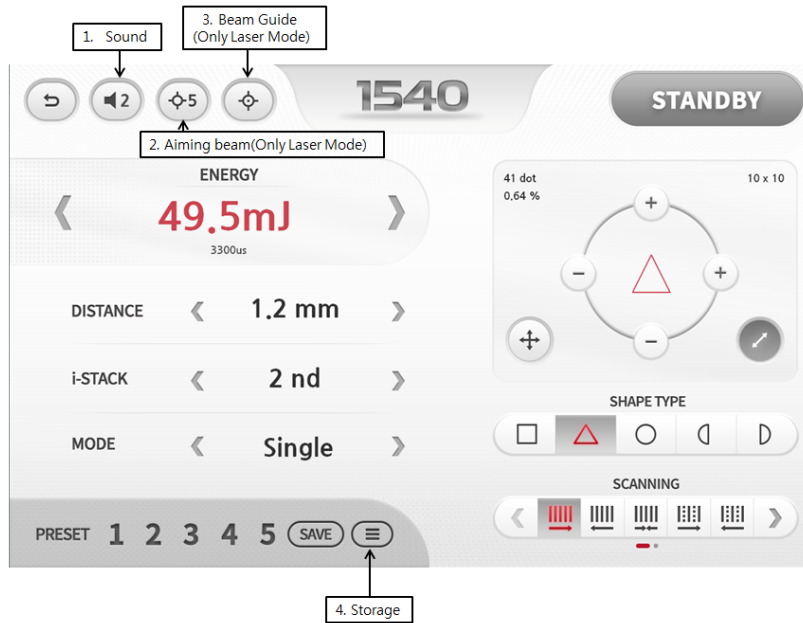 3. Beam Guide
(Only Laser Mode)
1. Sound
2
5
1540
STANDBY
2. Aiming beam(Only Laser Mode)
ENERGY
49.5mJ
3300us
41 dot
0,64 %
10 x 10
DISTANCE
1.2 mm
i-STACK
2 nd
MODE
Single
SHAPE TYPE
SCANNING
PRESET 1 2 3 4 5 SAVE
4. Storage